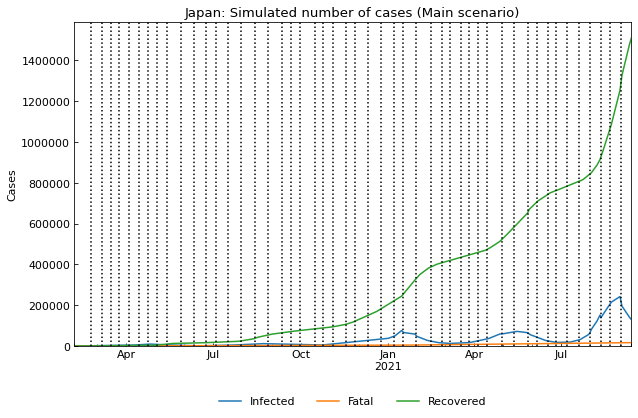 Japan: Simulated number of cases (Main scenario)
Cases
1400000
1200000
1000000
800000
600000
400000
200000
0
Apr Jul Oct Jan Apr Jul
2021
Infected Fatal Recovered